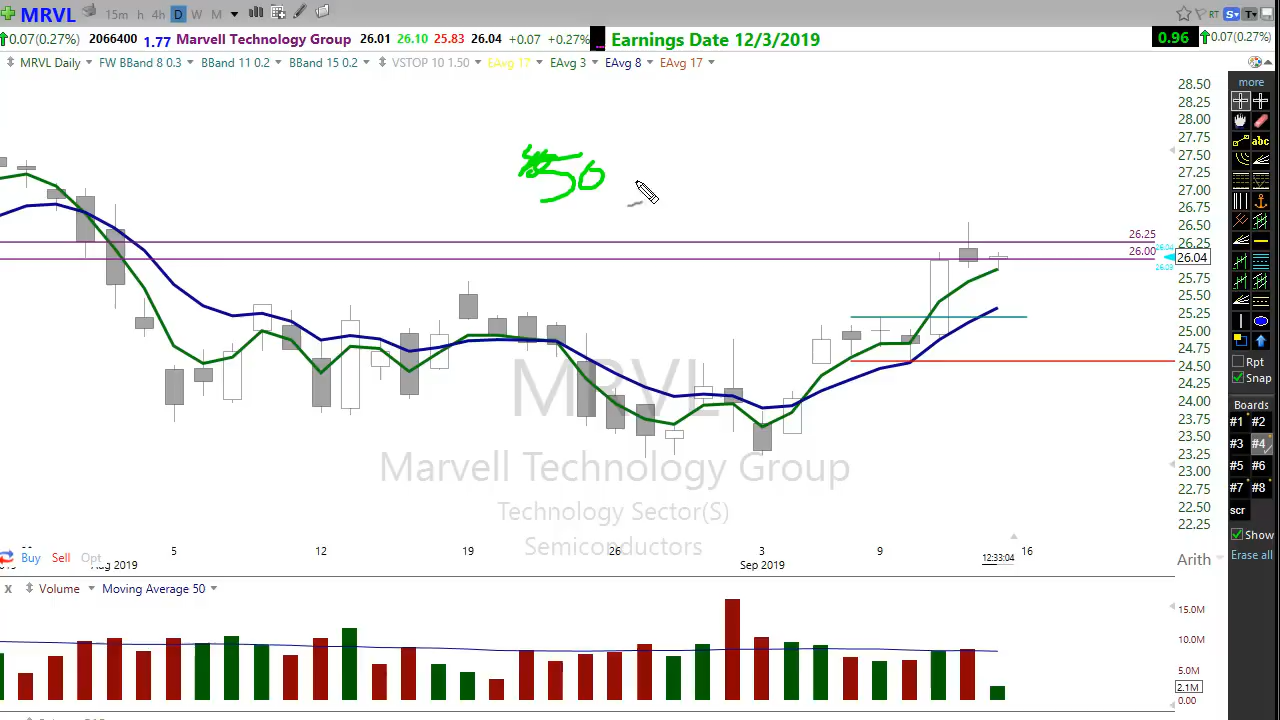 MRVL 15m h 4h D W M RT S T
0.07(0.27%) 2066400 1.77 Marvell Technology Group 26.01 26.10 25.83 26.04 +0.07 +0.27% Earnings Date 12/3/2019 0.96 0.07(0.27%)
MRVL Daily FW BBand 8 0.3 BBand 11 0.2 BBand 15 0.2 VSTOP 10 1.50 EAvg 17 EAvg 3 EAvg 8 EAvg 17
more
abc
Rpt
Snap
Boards
#1 #2
#3 #4
#5 #6
#7 #8
scr
Show
Erase all
28.50
28.25
28.00
27.75
27.50
27.25
27.00
26.75
26.50
26.25
26.04
25.75
25.50
25.25
25.00
24.75
24.50
24.25
24.00
23.75
23.50
23.25
23.00
22.75
22.50
22.25
50
26.25
26.00
26.04
26.03
MRVL
Marvell Technology Group
Technology Sector(S)
Semiconductors
5 12 19 26 3 9 12:33:04 16
Buy Sell Opt
Aug 2019 Sep 2019
Arith
X Volume Moving Average 50
15.0M
10.0M
5.0M
2.1M
0.00